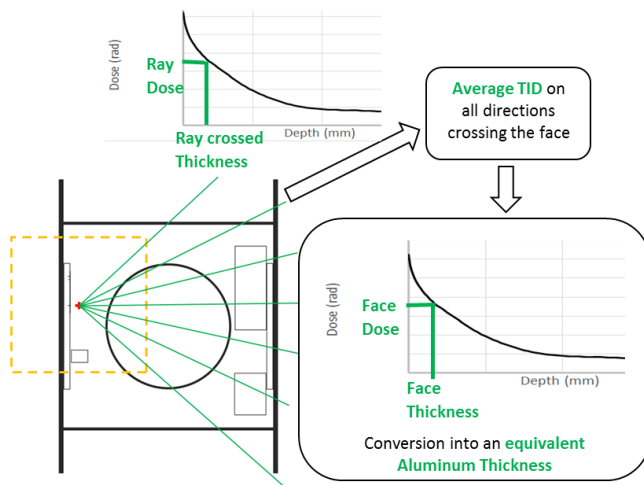 Dose (rad)
Ray
Dose
Depth (mm)
Ray crossed
Thickness
Average TID on
all directions
crossing the face
Dose (rad)
Face
Dose
Depth (mm)
Face
Thickness
Conversion into an equivalent
Aluminum Thickness